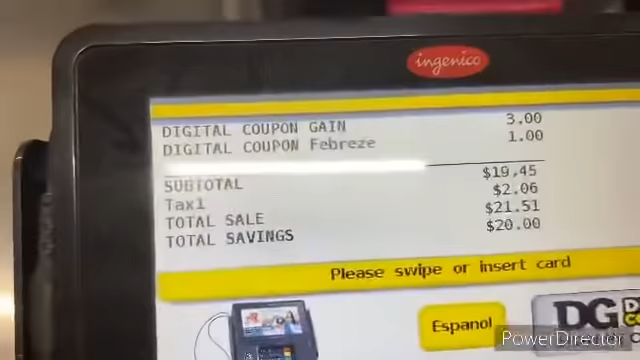 ingenico
DIGITAL COUPON GAIN 3.00
DIGITAL COUPON Febreze 1.00
SUBTOTAL $19.45
Tax1 $2.06
TOTAL SALE $21.51
TOTAL SAVINGS $20.00
Please swipe or insert card
Espanol
DG
PowerDirector